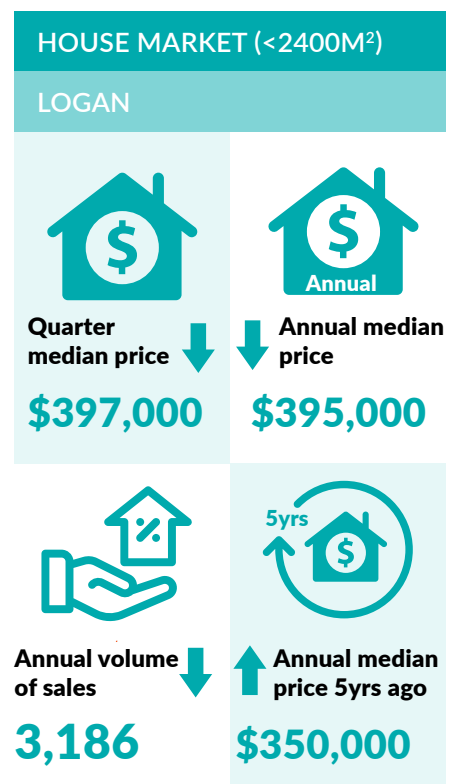 HOUSE MARKET (<2400M²)
LOGAN
$
$
Annual
Quarter
median price
$397,000
Annual median
price
$395,000
%
5yrs
$
Annual volume
of sales
3,186
Annual median
price 5yrs ago
$350,000